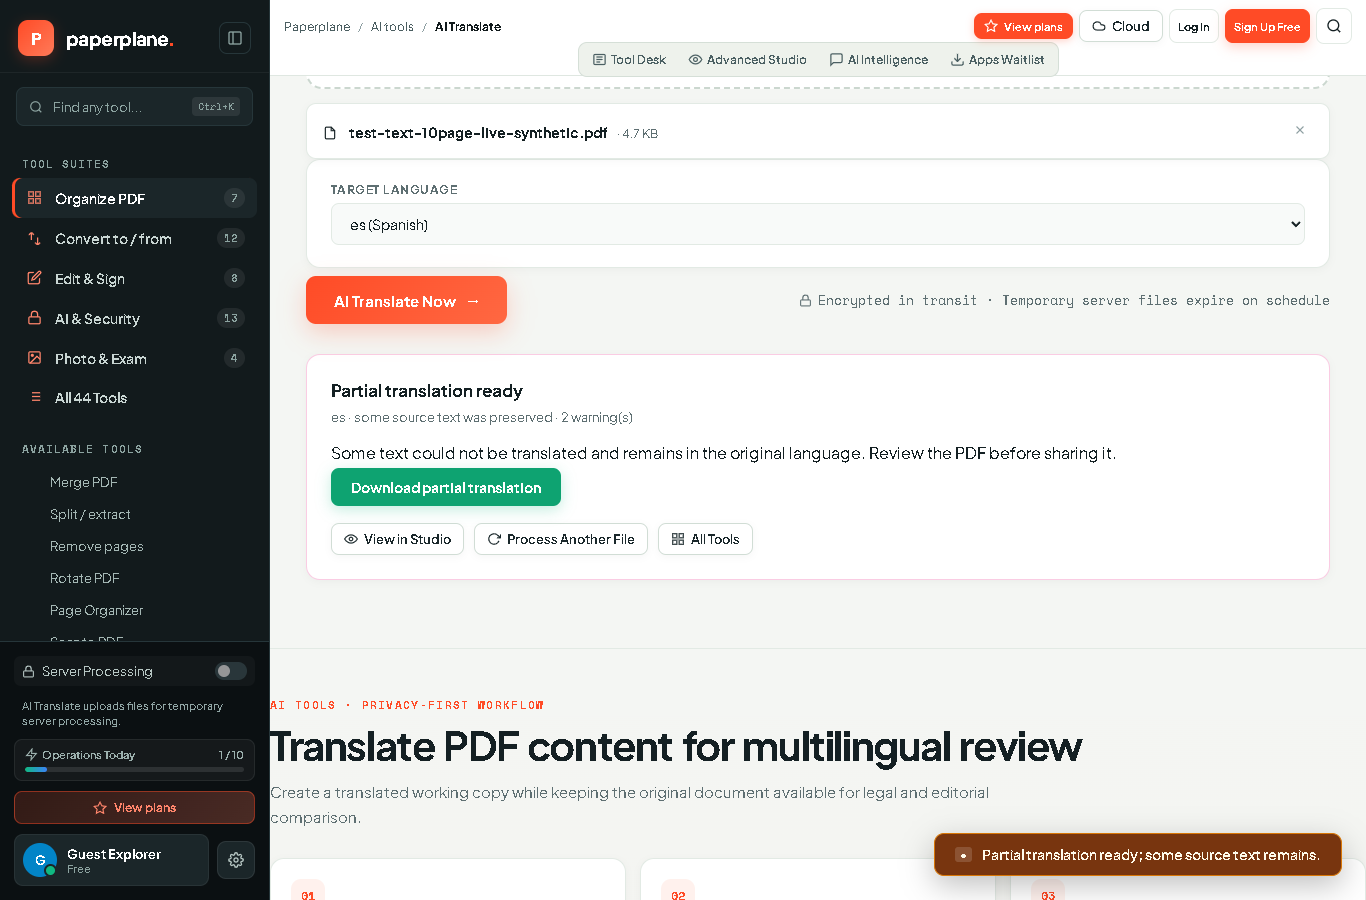 P paperplane.
Find any tool... Ctrl+K
TOOL SUITES
Organize PDF 7
Convert to / from 12
Edit & Sign 8
AI & Security 13
Photo & Exam 4
All 44 Tools
AVAILABLE TOOLS
Merge PDF
Split / extract
Remove pages
Rotate PDF
Page Organizer
Server Processing
AI Translate uploads files for temporary
server processing.
Operations Today 1 / 10
View plans
G Guest Explorer
Free
Paperplane / AI tools / AI Translate
View plans Cloud Log In Sign Up Free
Tool Desk Advanced Studio AI Intelligence Apps Waitlist
test-text-10page-live-synthetic.pdf · 4.7 KB ×
TARGET LANGUAGE
es (Spanish)
AI Translate Now →
Encrypted in transit · Temporary server files expire on schedule
Partial translation ready
es · some source text was preserved · 2 warning(s)
Some text could not be translated and remains in the original language. Review the PDF before sharing it.
Download partial translation
View in Studio Process Another File All Tools
AI TOOLS · PRIVACY-FIRST WORKFLOW
Translate PDF content for multilingual review
Create a translated working copy while keeping the original document available for legal and editorial
comparison.
Partial translation ready; some source text remains.
01 02 03